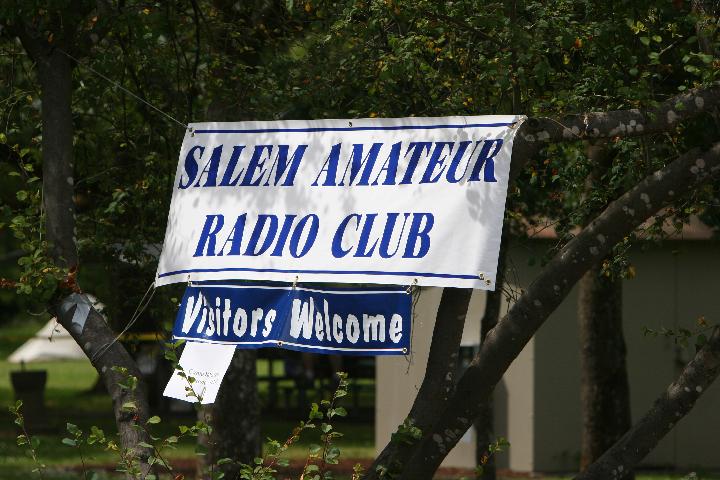 SALEM AMATEUR
RADIO CLUB
Visitors Welcome